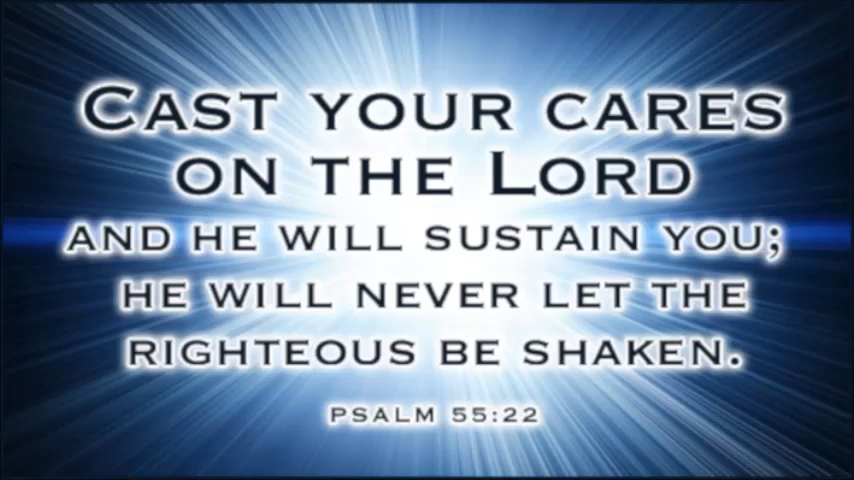 Cast your cares
on the Lord
and he will sustain you;
he will never let the
righteous be shaken.
Psalm 55:22